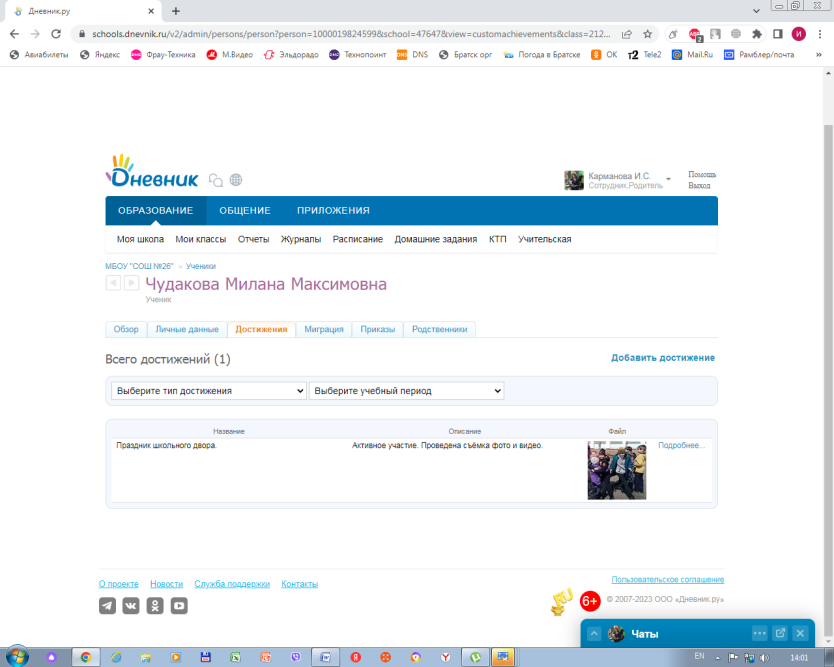 Дневник.ру
schools.dnevnik.ru/v2/admin/persons/person?person=1000019824599&school=47647&view=customachievements&class=212...
Авиабилеты Яндекс Фрау-Техника М.Видео Эльдорадо Технопоинт DNS Братск орг Погода в Братске ОК Tele2 Mail.Ru Рамблер/почта »
Дневник
Карманова И.С. Помощь
Сотрудник,Родитель Выход
ОБРАЗОВАНИЕ ОБЩЕНИЕ ПРИЛОЖЕНИЯ
Моя школа Мои классы Отчеты Журналы Расписание Домашние задания КТП Учительская
МБОУ "СОШ №26" > Ученики
Чудакова Милана Максимовна
Ученик
Обзор Личные данные Достижения Миграция Приказы Родственники
Всего достижений (1) Добавить достижение
Выберите тип достижения Выберите учебный период
Название Описание Файл
Праздник школьного двора. Активное участие. Проведена съёмка фото и видео. Подробнее...
О проекте Новости Служба поддержки Контакты Пользовательское соглашение
6+ © 2007-2023 ООО «Дневник.ру»
Чаты
EN 14:01